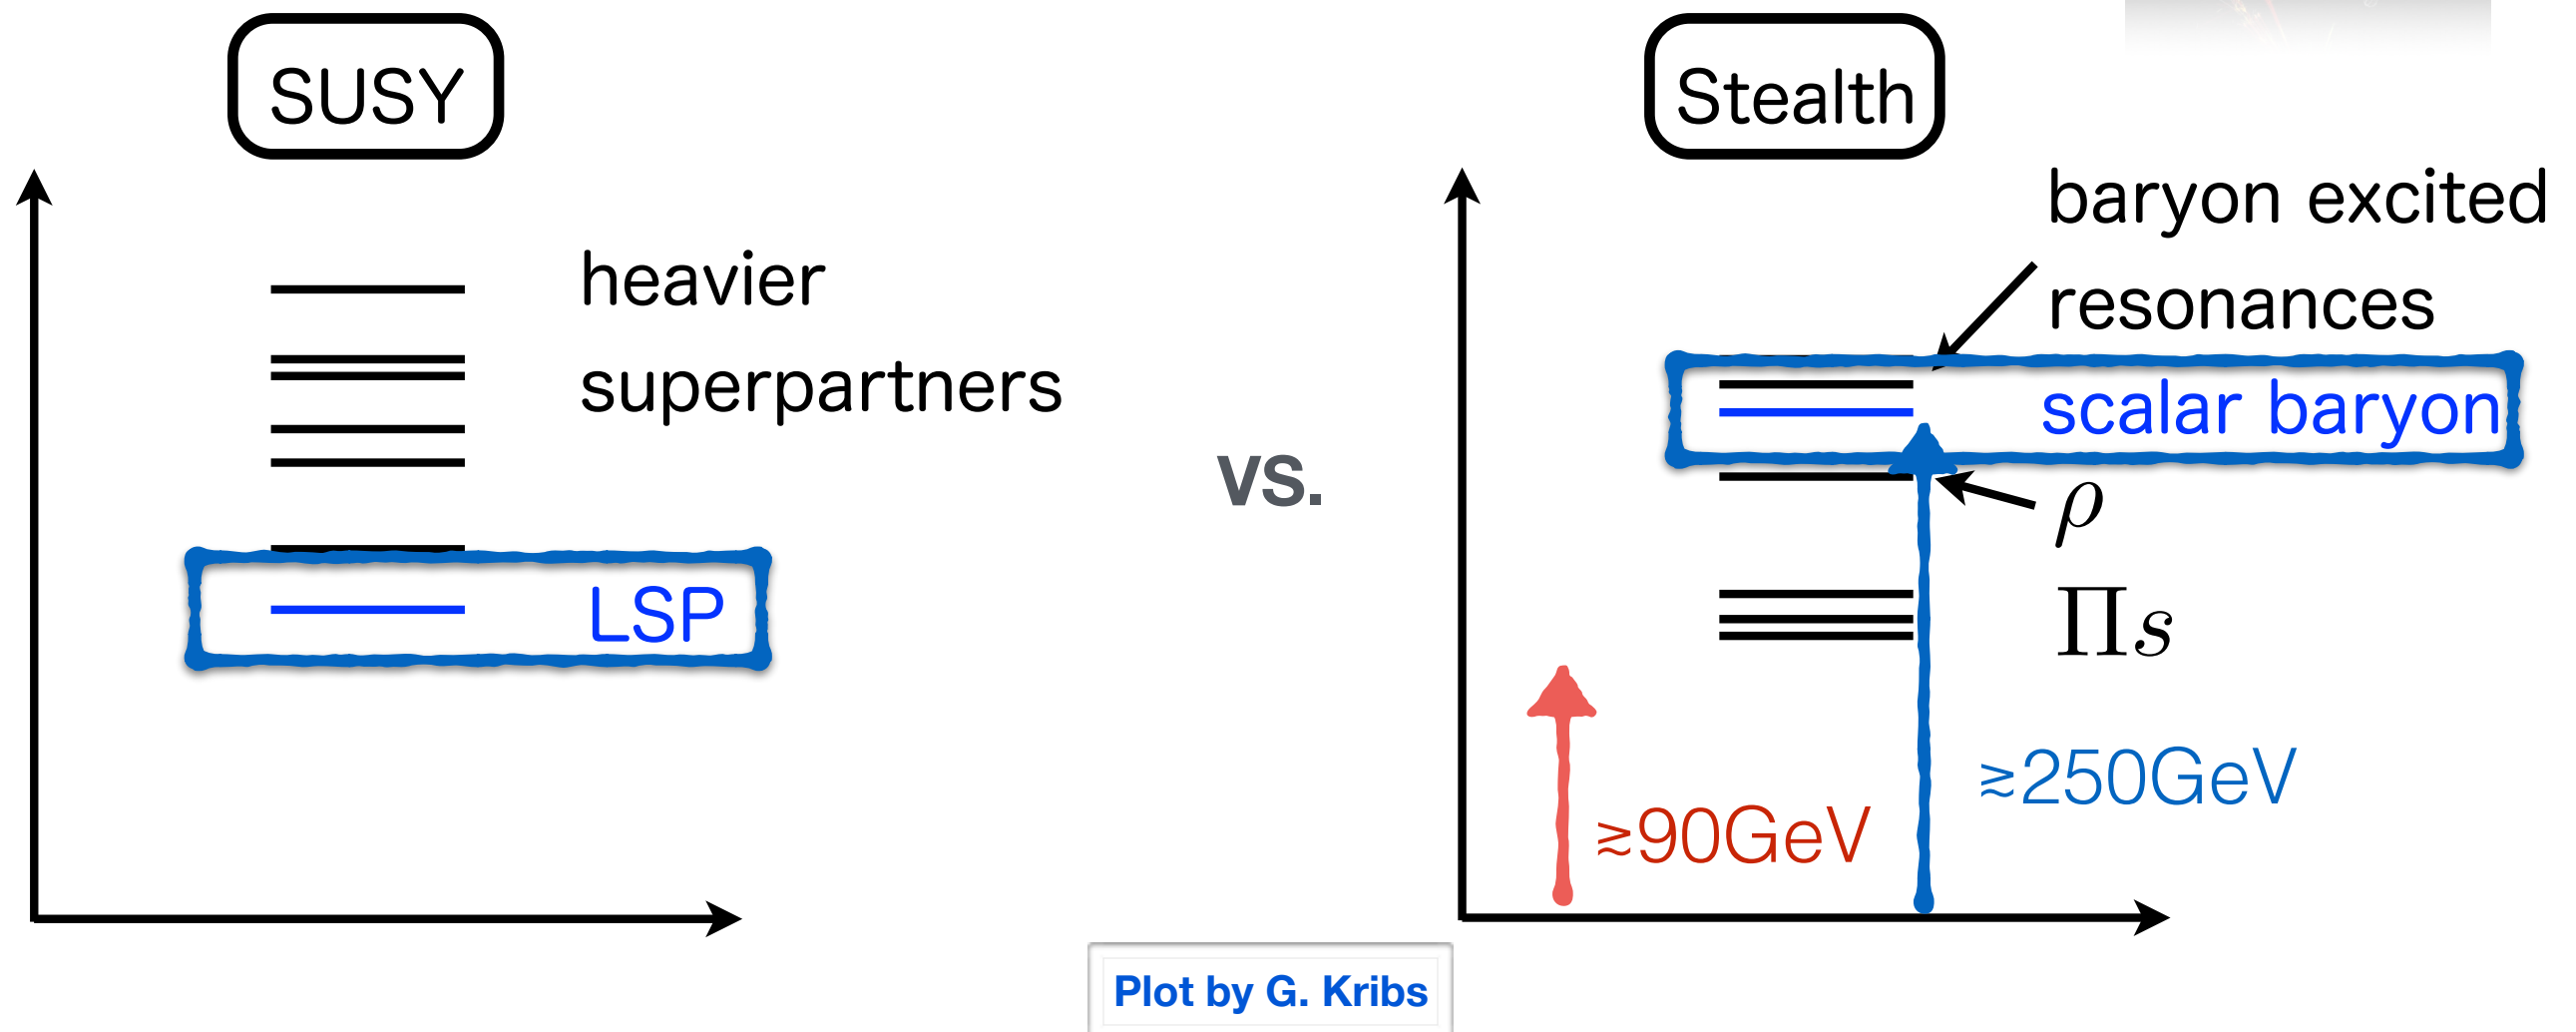 SUSY
heavier
superpartners
LSP
vs.
Stealth
baryon excited
resonances
scalar baryon
ρ
Πs
≳250GeV
≳90GeV
Plot by G. Kribs